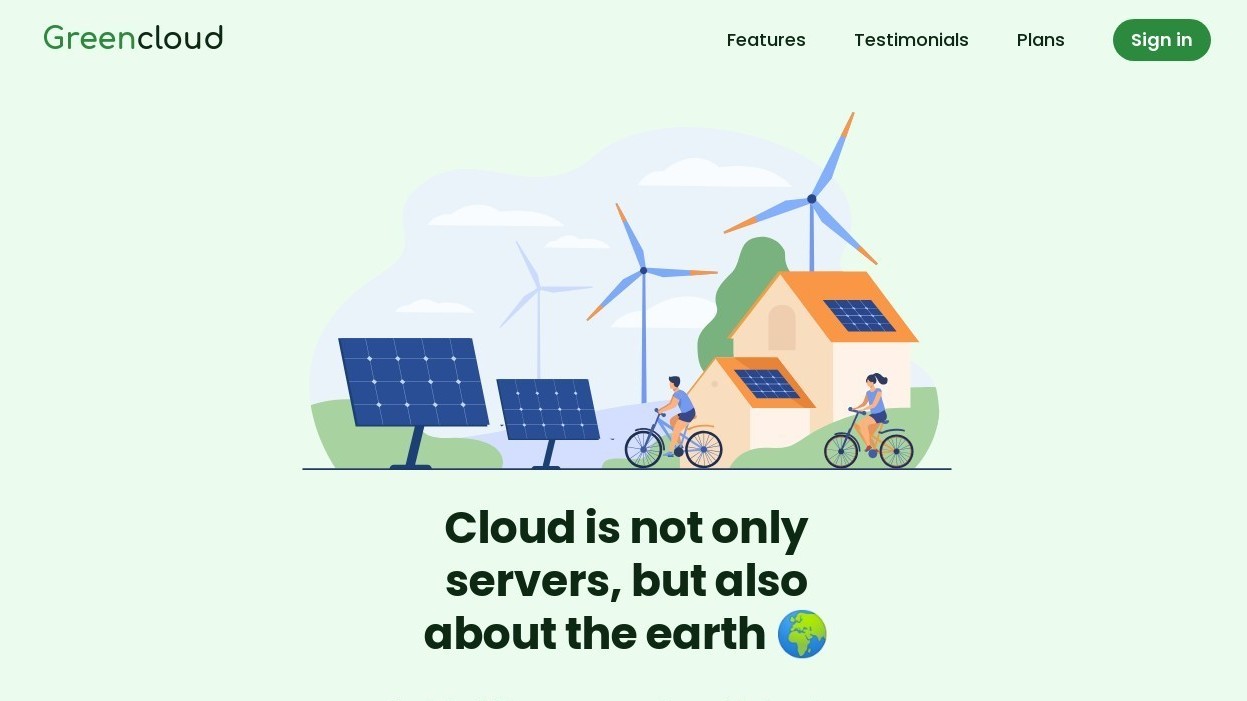 Greencloud
Features
Testimonials
Plans
Sign in
Cloud is not only
servers, but also
about the earth 🌍